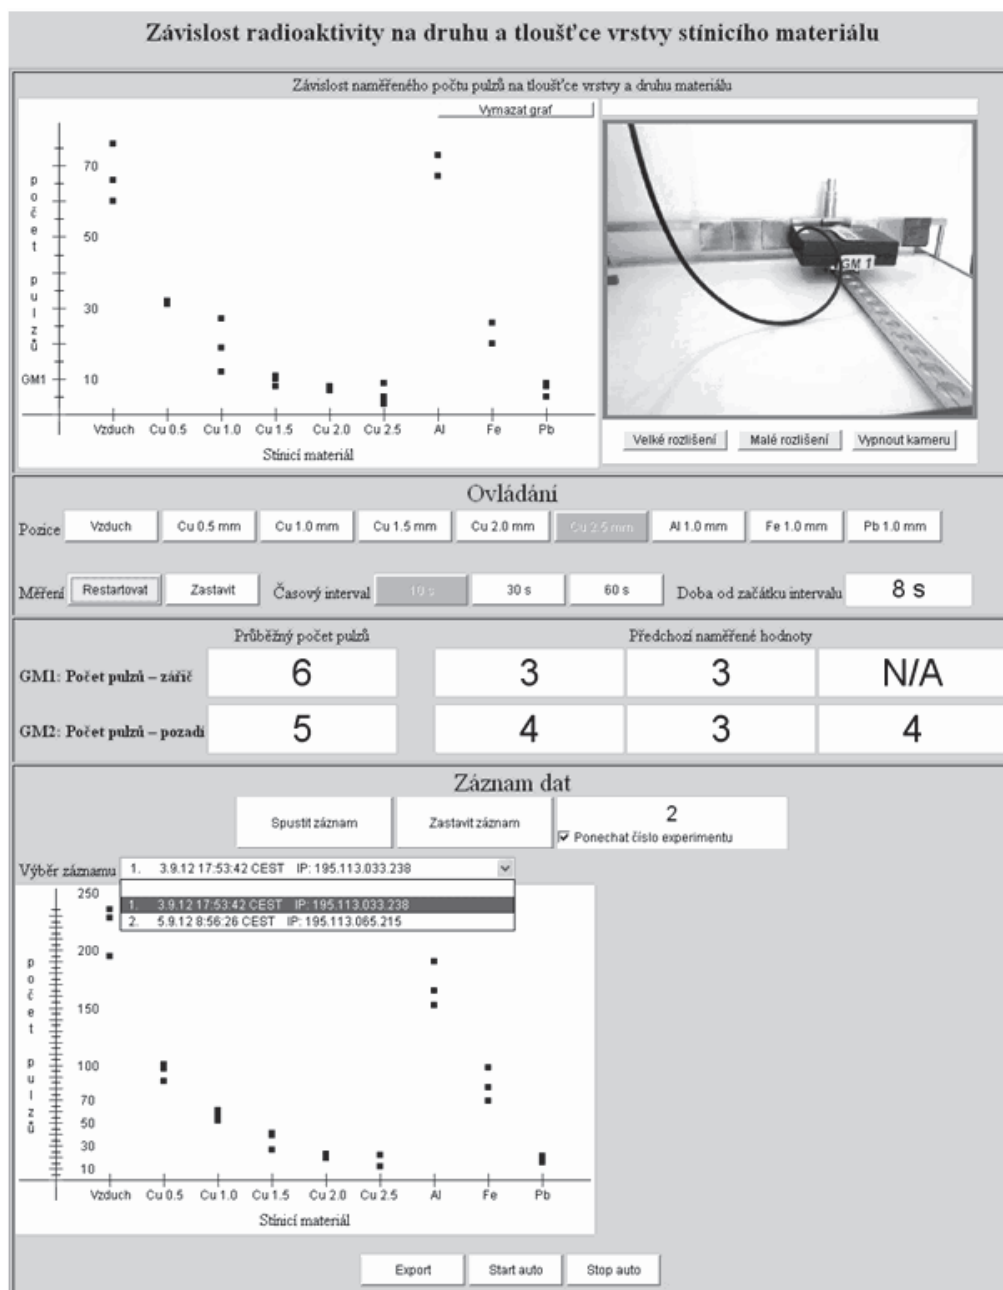 Závislost radioaktivity na druhu a tloušťce vrstvy stínicího materiálu
Závislost naměřeného počtu pulzů na tloušťce vrstvy a druhu materiálu
Vymazat graf
počet pulzů
70
50
30
10
GM1
Vzduch Cu 0.5 Cu 1.0 Cu 1.5 Cu 2.0 Cu 2.5 Al Fe Pb
Stínicí materiál
GM 1
Velké rozlišení Malé rozlišení Vypnout kameru
Ovládání
Pozice Vzduch Cu 0.5 mm Cu 1.0 mm Cu 1.5 mm Cu 2.0 mm Cu 2.5 mm Al 1.0 mm Fe 1.0 mm Pb 1.0 mm
Měření Restartovat Zastavit Časový interval 10 s 30 s 60 s Doba od začátku intervalu 8 s
Průběžný počet pulzů Předchozí naměřené hodnoty
GM1: Počet pulzů – zářič 6 3 3 N/A
GM2: Počet pulzů – pozadí 5 4 3 4
Záznam dat
Spustit záznam Zastavit záznam 2
Ponechat číslo experimentu
Výběr záznamu 1. 3.9.12 17:53:42 CEST IP: 195.113.033.238
1. 3.9.12 17:53:42 CEST IP: 195.113.033.238
2. 5.9.12 8:56:26 CEST IP: 195.113.065.215
počet pulzů
250
200
150
100
70
50
30
10
Vzduch Cu 0.5 Cu 1.0 Cu 1.5 Cu 2.0 Cu 2.5 Al Fe Pb
Stínicí materiál
Export Start auto Stop auto